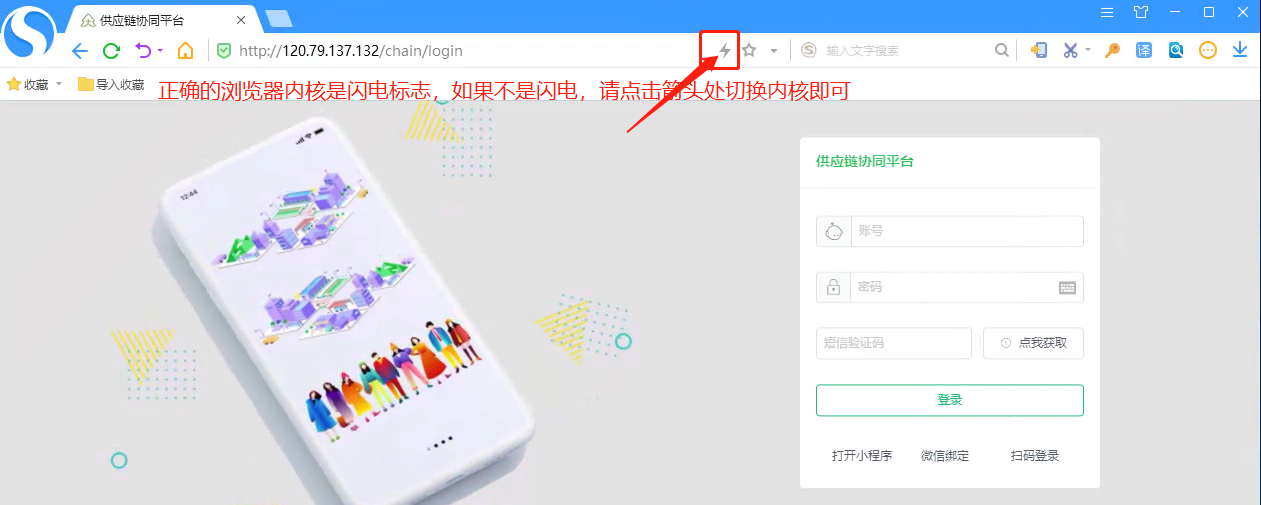 供应链协同平台
http://120.79.137.132/chain/login
输入文字搜索
译
收藏
导入收藏
正确的浏览器内核是闪电标志，如果不是闪电，请点击箭头处切换内核即可
12:44
供应链协同平台
账号
密码
短信验证码
点我获取
登录
打开小程序 微信绑定 扫码登录